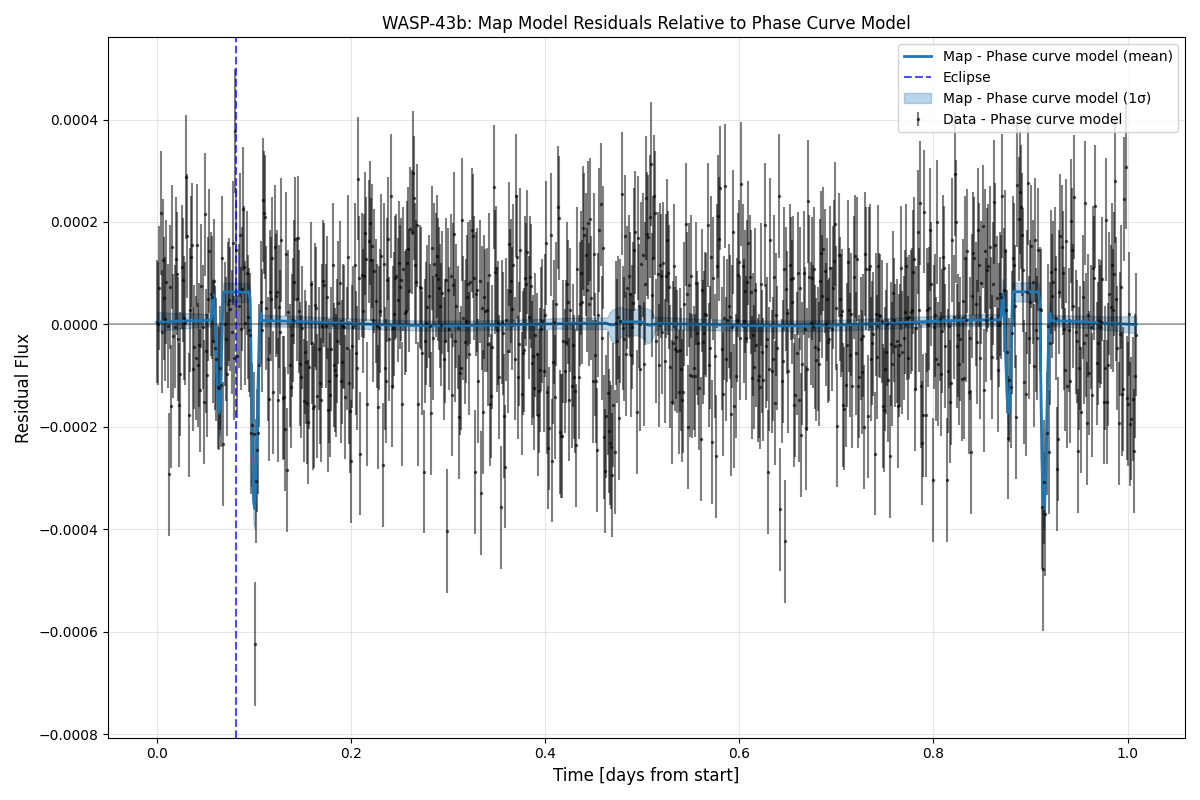 WASP-43b: Map Model Residuals Relative to Phase Curve Model
Map - Phase curve model (mean)
Eclipse
Map - Phase curve model (1σ)
Data - Phase curve model
Residual Flux
0.0004
0.0002
0.0000
−0.0002
−0.0004
−0.0006
−0.0008
0.0
0.2
0.4
0.6
0.8
1.0
Time [days from start]